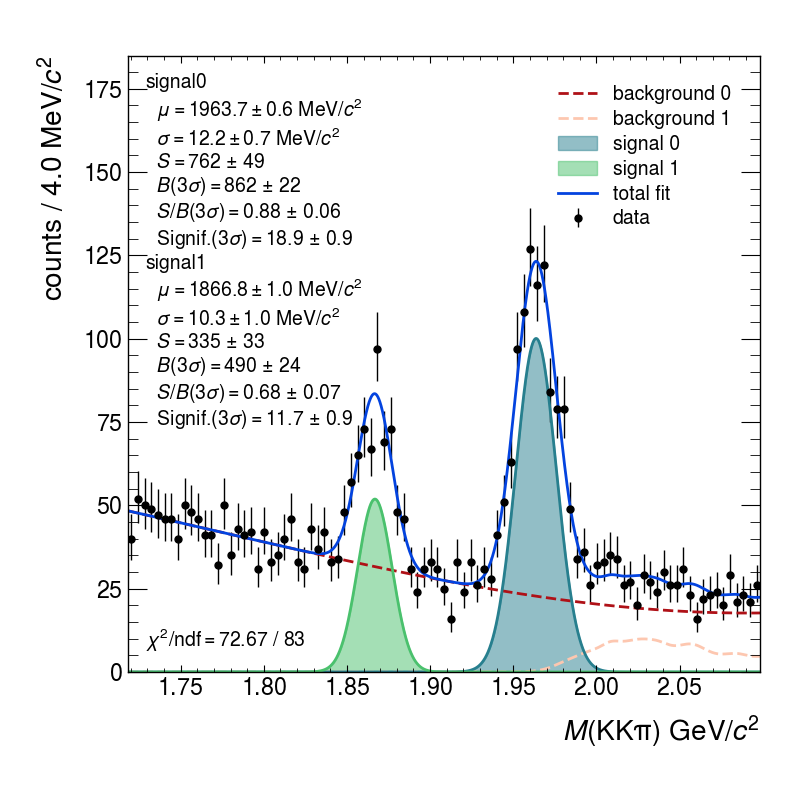 counts / 4.0 MeV/c²
175
150
125
100
75
50
25
0
signal0
μ = 1963.7 ± 0.6 MeV/c²
σ = 12.2 ± 0.7 MeV/c²
S = 762 ± 49
B(3σ) = 862 ± 22
S/B(3σ) = 0.88 ± 0.06
Signif.(3σ) = 18.9 ± 0.9
signal1
μ = 1866.8 ± 1.0 MeV/c²
σ = 10.3 ± 1.0 MeV/c²
S = 335 ± 33
B(3σ) = 490 ± 24
S/B(3σ) = 0.68 ± 0.07
Signif.(3σ) = 11.7 ± 0.9
background 0
background 1
signal 0
signal 1
total fit
data
χ²/ndf = 72.67 / 83
1.75 1.80 1.85 1.90 1.95 2.00 2.05
M(KKπ) GeV/c²